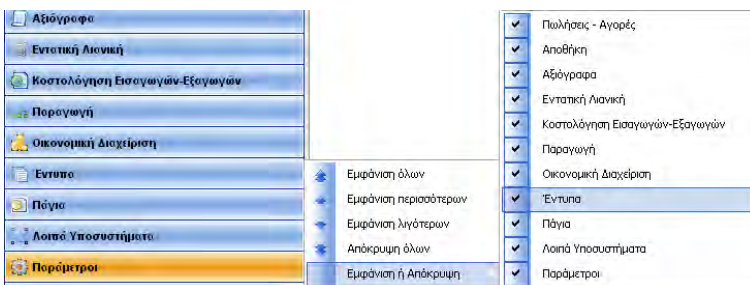 Αξιόγραφα
Εντατική Λιανική
Κοστολόγηση Εισαγωγών-Εξαγωγών
Παραγωγή
Οικονομική Διαχείριση
Έντυπα
Πάγια
Λοιπά Υποσυστήματα
Παράμετροι
Εμφάνιση όλων
Εμφάνιση περισσότερων
Εμφάνιση λιγότερων
Απόκρυψη όλων
Εμφάνιση ή Απόκρυψη
Πωλήσεις - Αγορές
Αποθήκη
Αξιόγραφα
Εντατική Λιανική
Κοστολόγηση Εισαγωγών-Εξαγωγών
Παραγωγή
Οικονομική Διαχείριση
Έντυπα
Πάγια
Λοιπά Υποσυστήματα
Παράμετροι